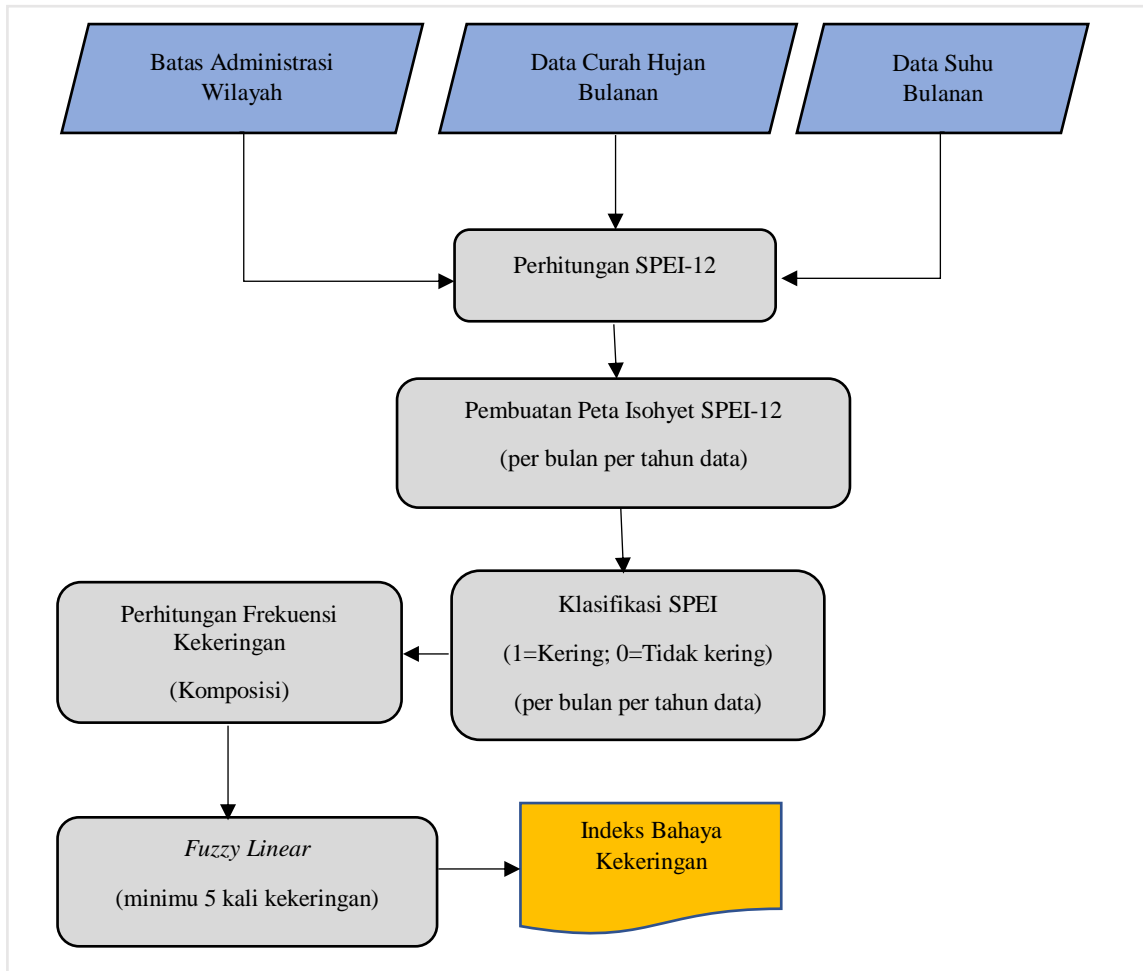 Batas Administrasi
Wilayah
Data Curah Hujan
Bulanan
Data Suhu
Bulanan
Perhitungan SPEI-12
Pembuatan Peta Isohyet SPEI-12
(per bulan per tahun data)
Klasifikasi SPEI
(1=Kering; 0=Tidak kering)
(per bulan per tahun data)
Perhitungan Frekuensi
Kekeringan
(Komposisi)
Fuzzy Linear
(minimu 5 kali kekeringan)
Indeks Bahaya
Kekeringan